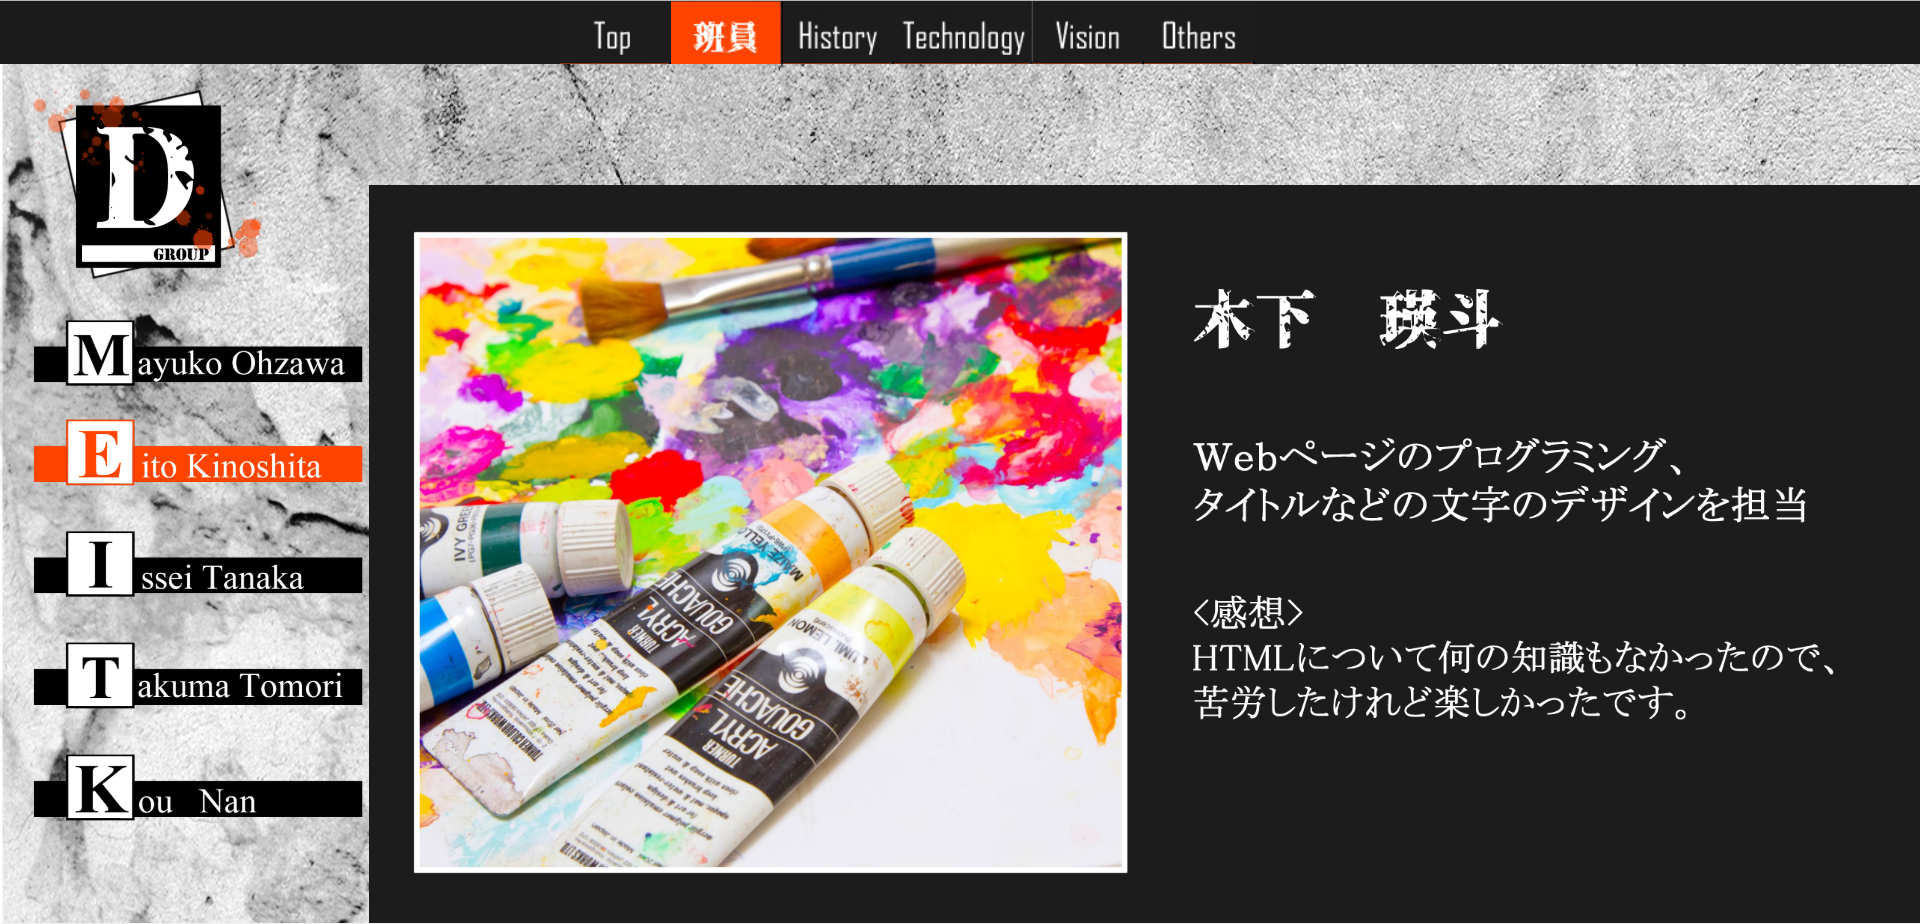 Top
班員
History
Technology
Vision
Others
D
GROUP
Mayuko Ohzawa
Eito Kinoshita
Issei Tanaka
Takuma Tomori
Kou Nan
木下　瑛斗
Webページのプログラミング、
タイトルなどの文字のデザインを担当
<感想>
HTMLについて何の知識もなかったので、
苦労したけれど楽しかったです。
IVY GREE
MAIZE YELLO
ACRYL
GOUACHE
TURNER
LUMI LEMON
ACRYL
GOUACHE
TURNER